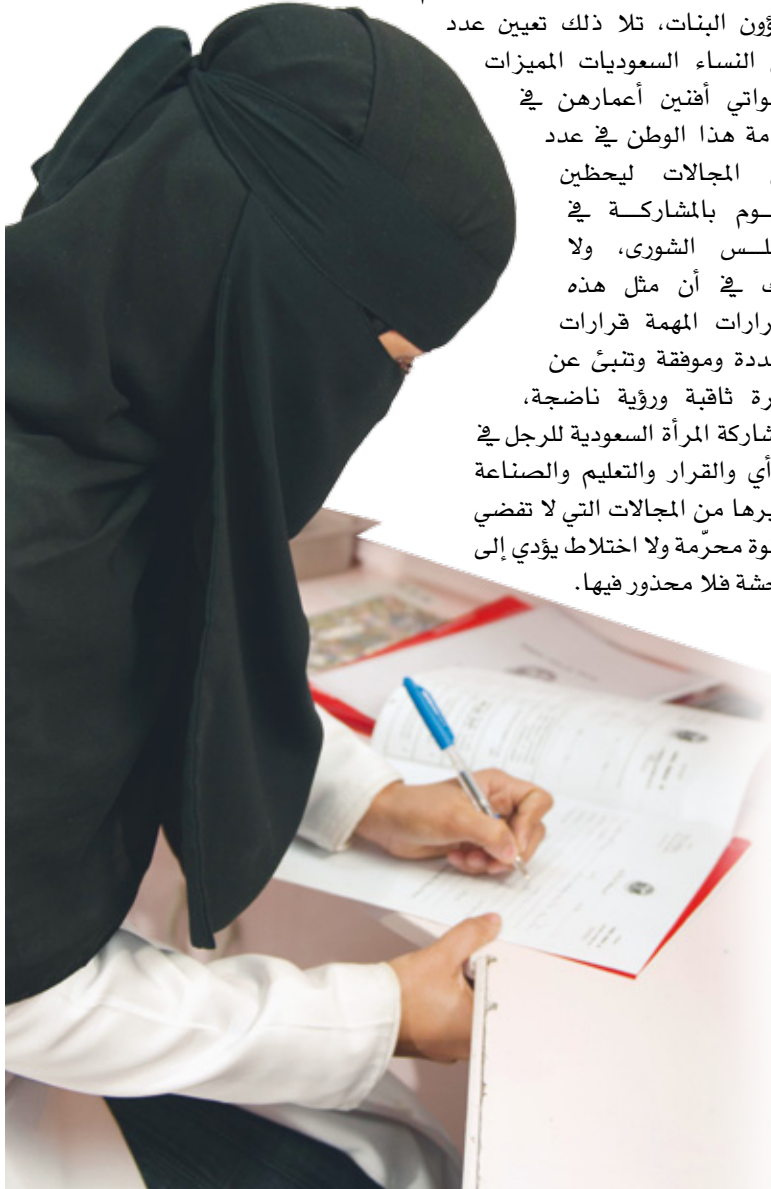 ؤون البنات، تلا ذلك تعيين عدد
النساء السعوديات المميزات
واتي أفنين أعمارهن في
مة هذا الوطن في عدد
المجالات ليحظين
وم بالمشاركة في
لس الشورى، ولا
ك في أن مثل هذه
رارات المهمة قرارات
ددة وموفقة وتنبئ عن
رة ثاقبة ورؤية ناضجة،
شاركة المرأة السعودية للرجل في
أي والقرار والتعليم والصناعة
يرها من المجالات التي لا تفضي
وة محرّمة ولا اختلاط يؤدي إلى
حشة فلا محذور فيها.